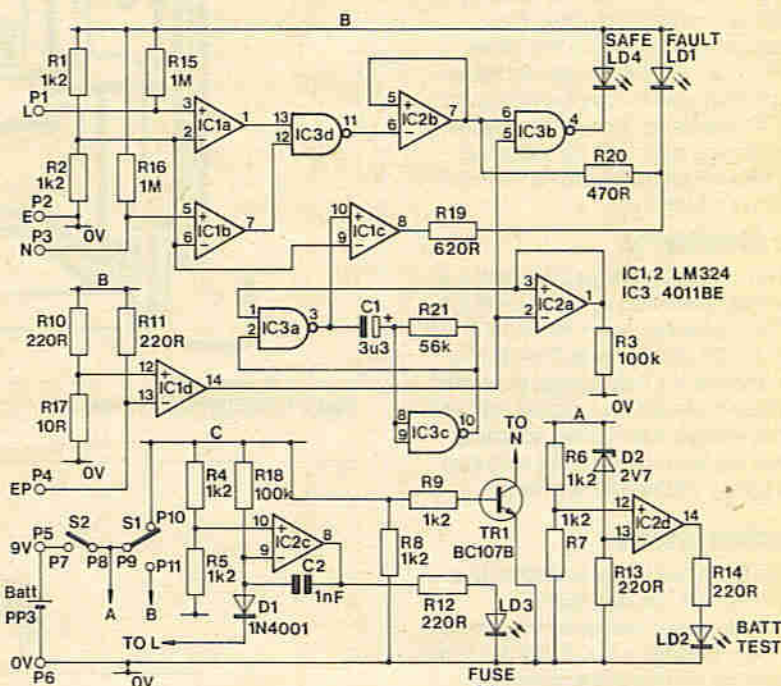 B
SAFE
LD4
FAULT
LD1
R1
1k2
R15
1M
P1
L
3
+
IC1a
1
2
−
13
IC3d
11
12
5
+
IC2b
7
6
−
6
IC3b
4
5
R2
1k2
R16
1M
P2
E
0V
R20
470R
P3
N
5
+
IC1b
7
6
−
10
+
IC1c
8
9
−
R19
620R
IC1,2 LM324
IC3 4011BE
B
R10
220R
R11
220R
1
IC3a
3
2
C1
+
3u3
R21
56k
3
+
IC2a
1
2
−
R3
100k
0V
R17
10R
12
+
IC1d
14
13
−
8
9
IC3c
10
0V
P4
EP
C
TO
N
A
R4
1k2
R18
100k
R9
1k2
R6
1k2
D2
2V7
P5
9V
S2
S1
P10
P7
P8
P9
P11
10
+
IC2c
8
9
−
R8
1k2
TR1
BC107B
1k2
R7
12
+
IC2d
14
13
−
R5
1k2
C2
1nF
R12
220R
R13
220R
R14
220R
Batt
PP3
A
B
D1
1N4001
LD3
LD2
BATT
TEST
TO L
0V
P6
0V
FUSE